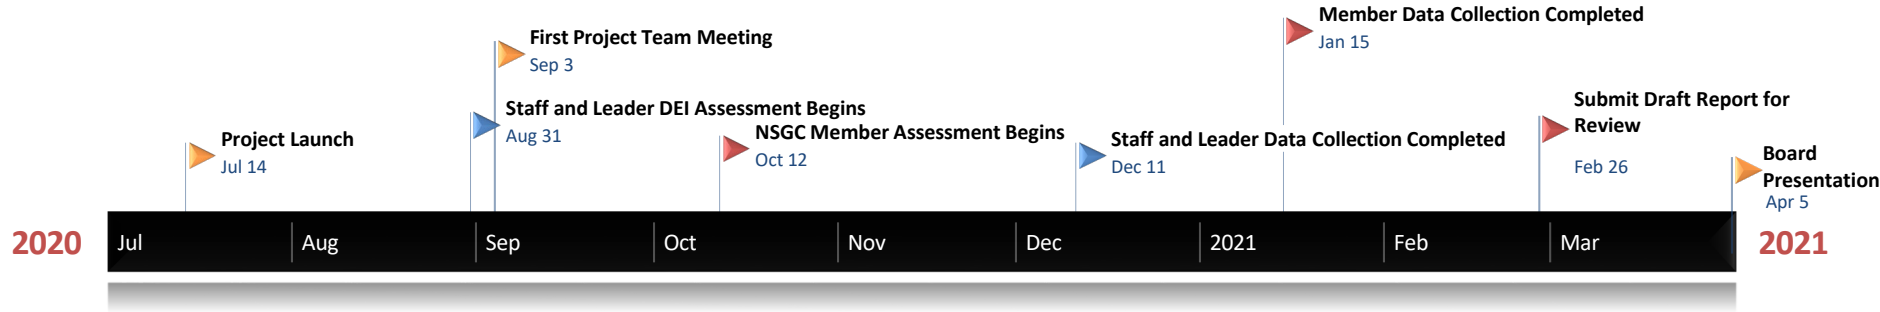 Member Data Collection Completed
Jan 15
First Project Team Meeting
Sep 3
Staff and Leader DEI Assessment Begins
Aug 31
Submit Draft Report for
Review
Feb 26
Project Launch
Jul 14
NSGC Member Assessment Begins
Oct 12
Staff and Leader Data Collection Completed
Dec 11
Board
Presentation
Apr 5
2020 Jul Aug Sep Oct Nov Dec 2021 Feb Mar 2021